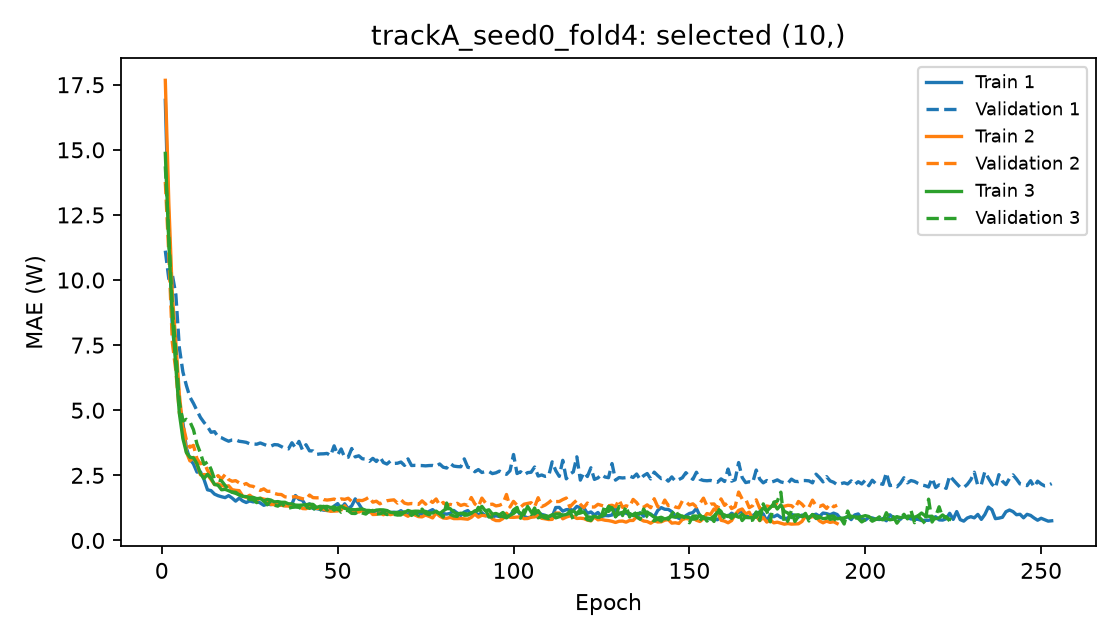 trackA_seed0_fold4: selected (10,)
17.5
15.0
12.5
10.0
7.5
5.0
2.5
0.0
MAE (W)
Train 1
Validation 1
Train 2
Validation 2
Train 3
Validation 3
0 50 100 150 200 250
Epoch